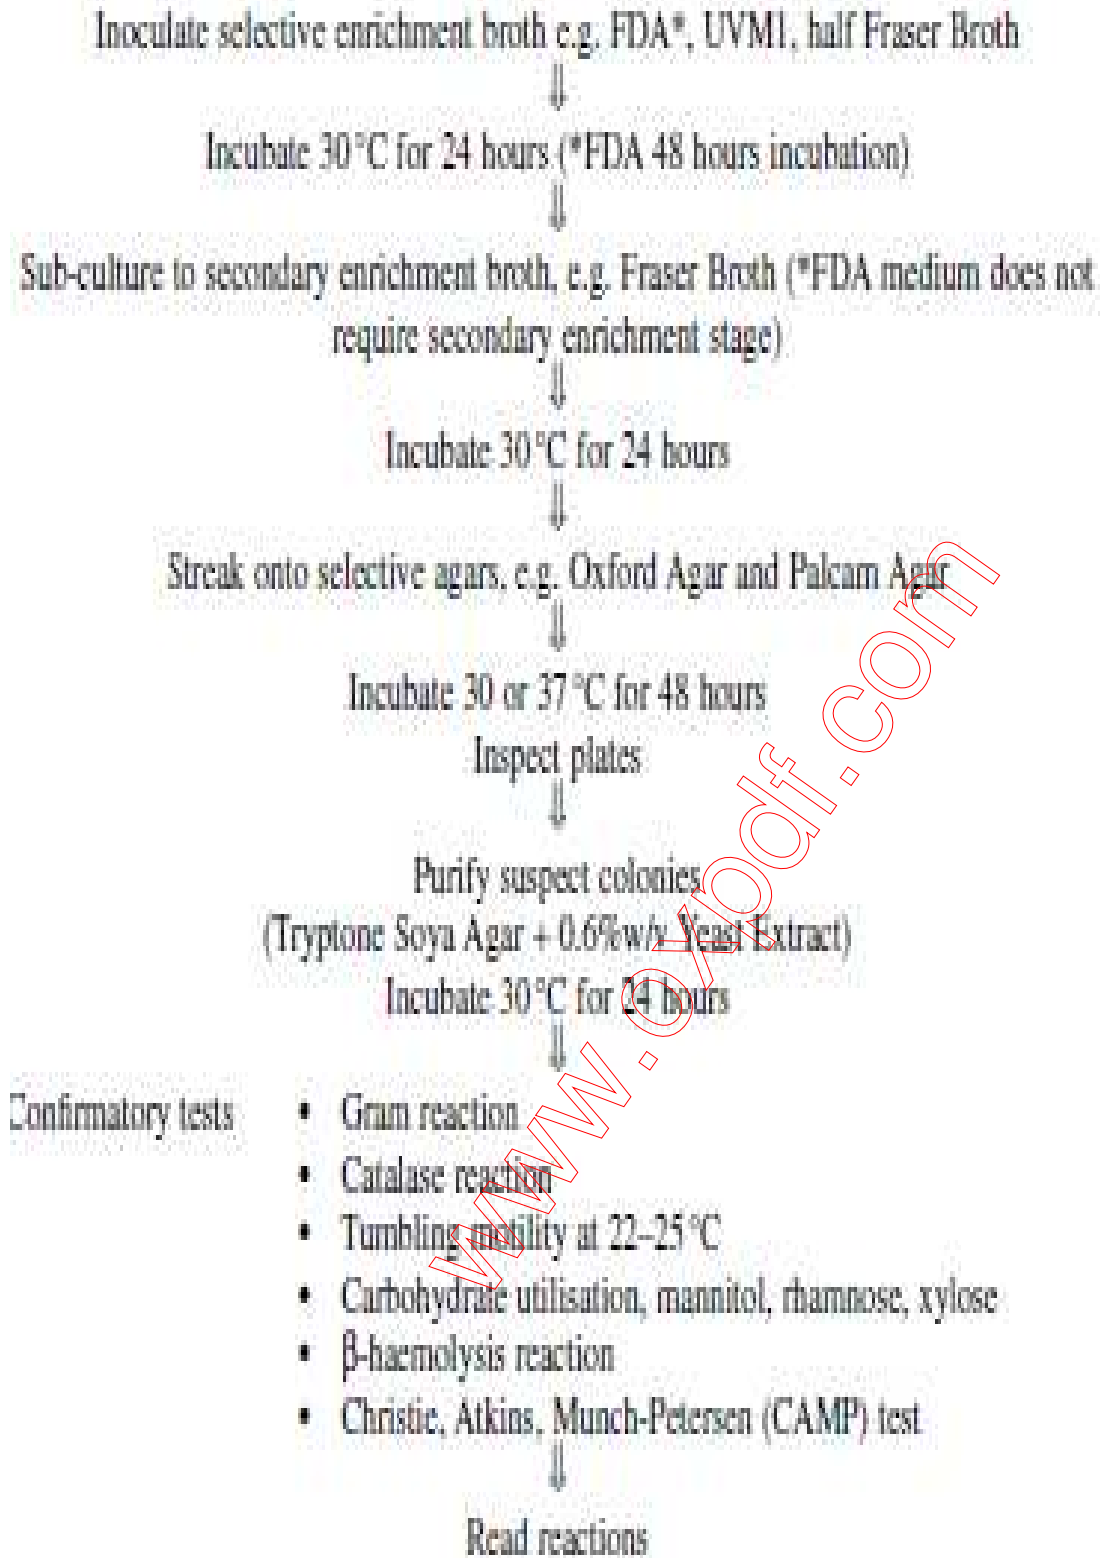 Inoculate selective enrichment broth e.g. FDA*, UVM1, half Fraser Broth
⇓
Incubate 30 °C for 24 hours (*FDA 48 hours incubation)
⇓
Sub-culture to secondary enrichment broth, e.g. Fraser Broth (*FDA medium does not
require secondary enrichment stage)
⇓
Incubate 30 °C for 24 hours
⇓
Streak onto selective agars, e.g. Oxford Agar and Palcam Agar
⇓
Incubate 30 or 37 °C for 48 hours
Inspect plates
⇓
Purify suspect colonies
(Tryptone Soya Agar + 0.6%w/v Yeast Extract)
Incubate 30 °C for 24 hours
⇓
Confirmatory tests • Gram reaction
• Catalase reaction
• Tumbling motility at 22–25 °C
• Carbohydrate utilisation, mannitol, rhamnose, xylose
• β-haemolysis reaction
• Christie, Atkins, Munch-Petersen (CAMP) test
⇓
Read reactions
www.oxpdf.com